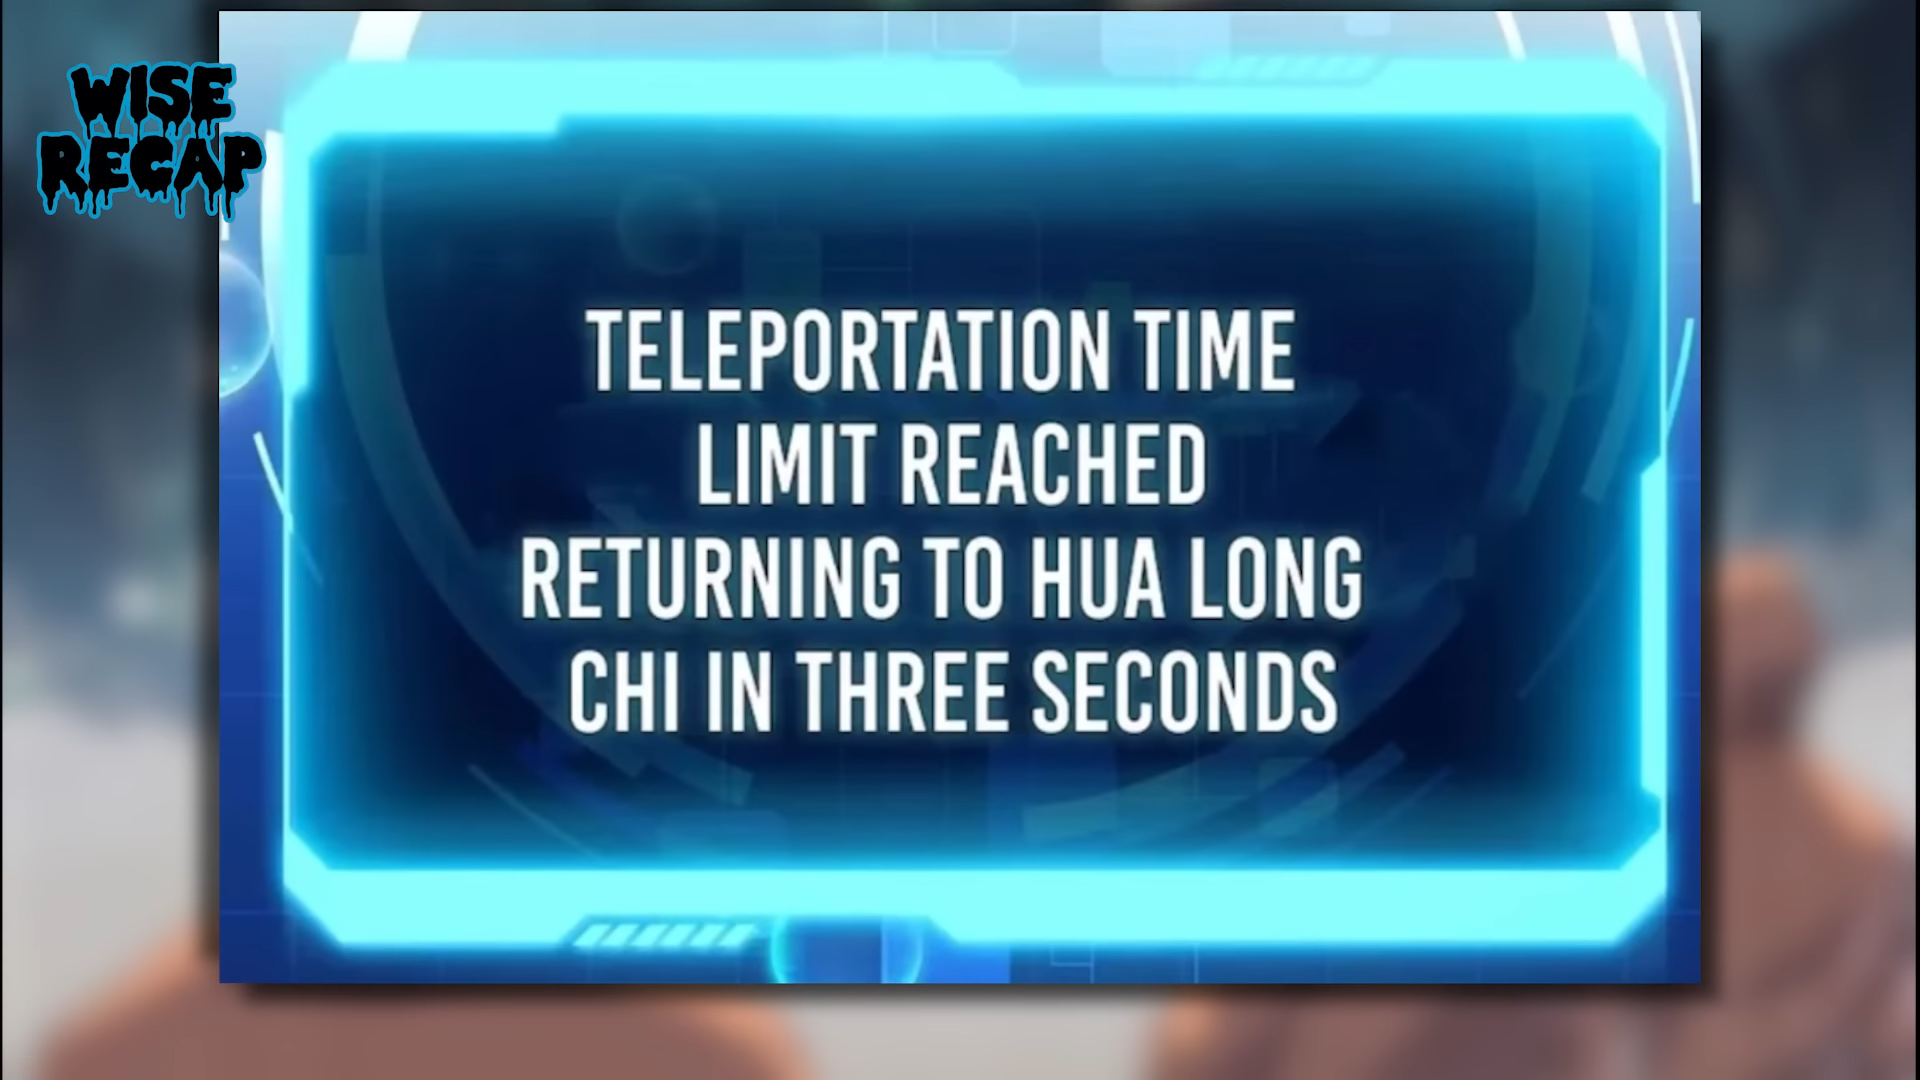 WISE
RECAP
TELEPORTATION TIME
LIMIT REACHED
RETURNING TO HUA LONG
CHI IN THREE SECONDS